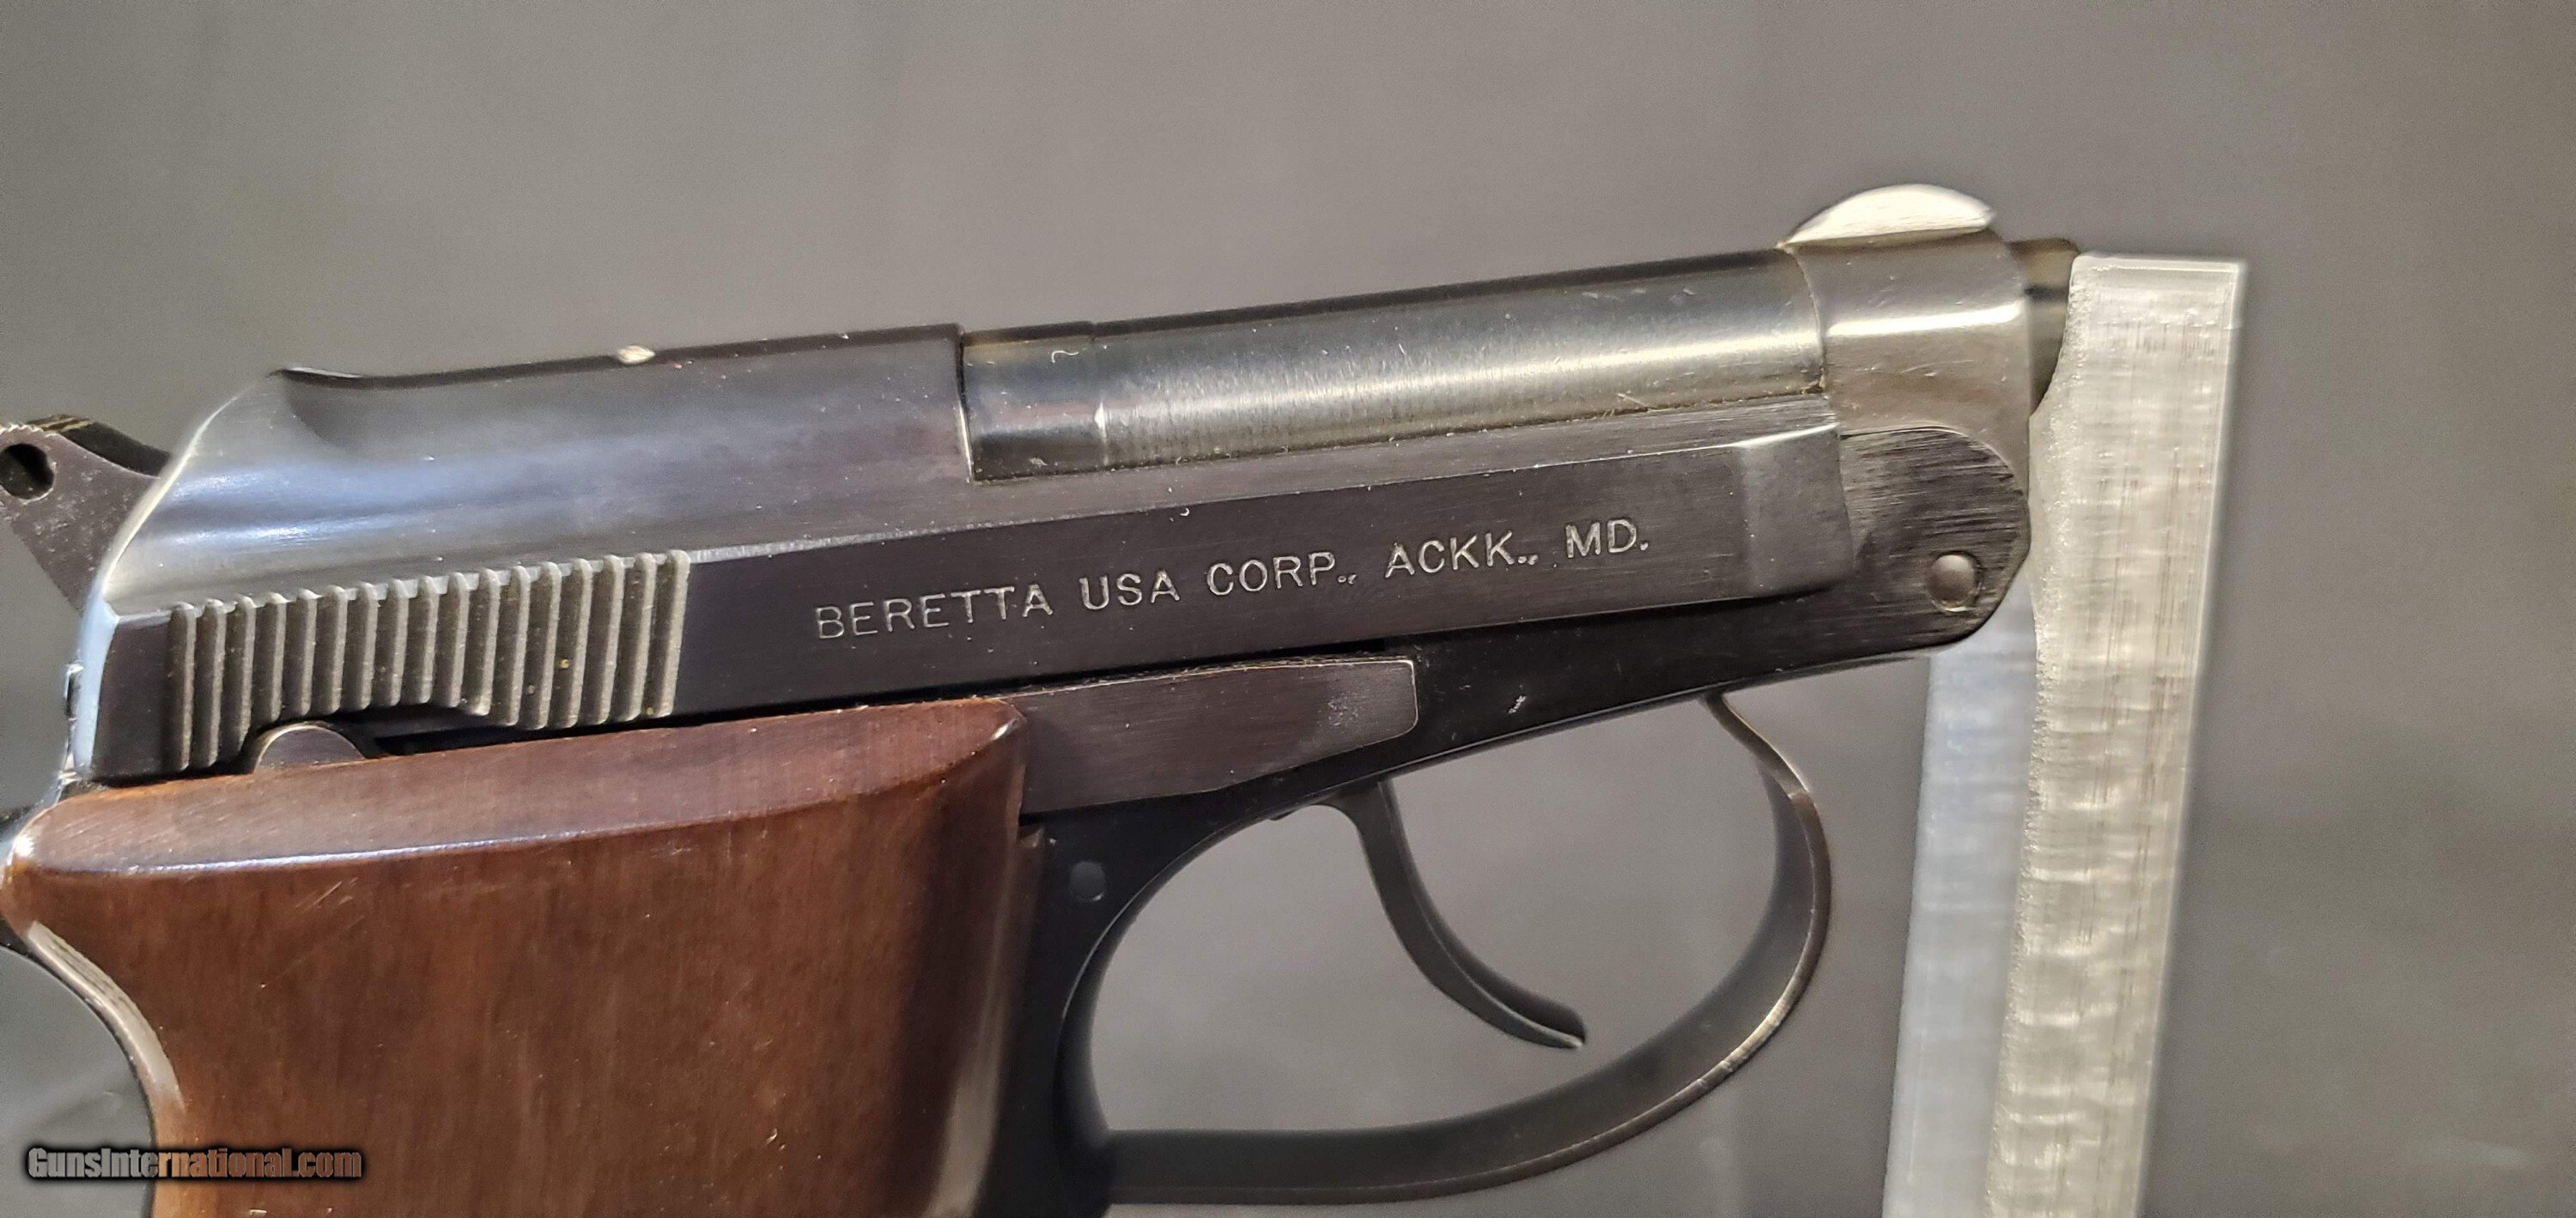 BERETTA USA CORP., ACKK., MD.
GunsInternational.com